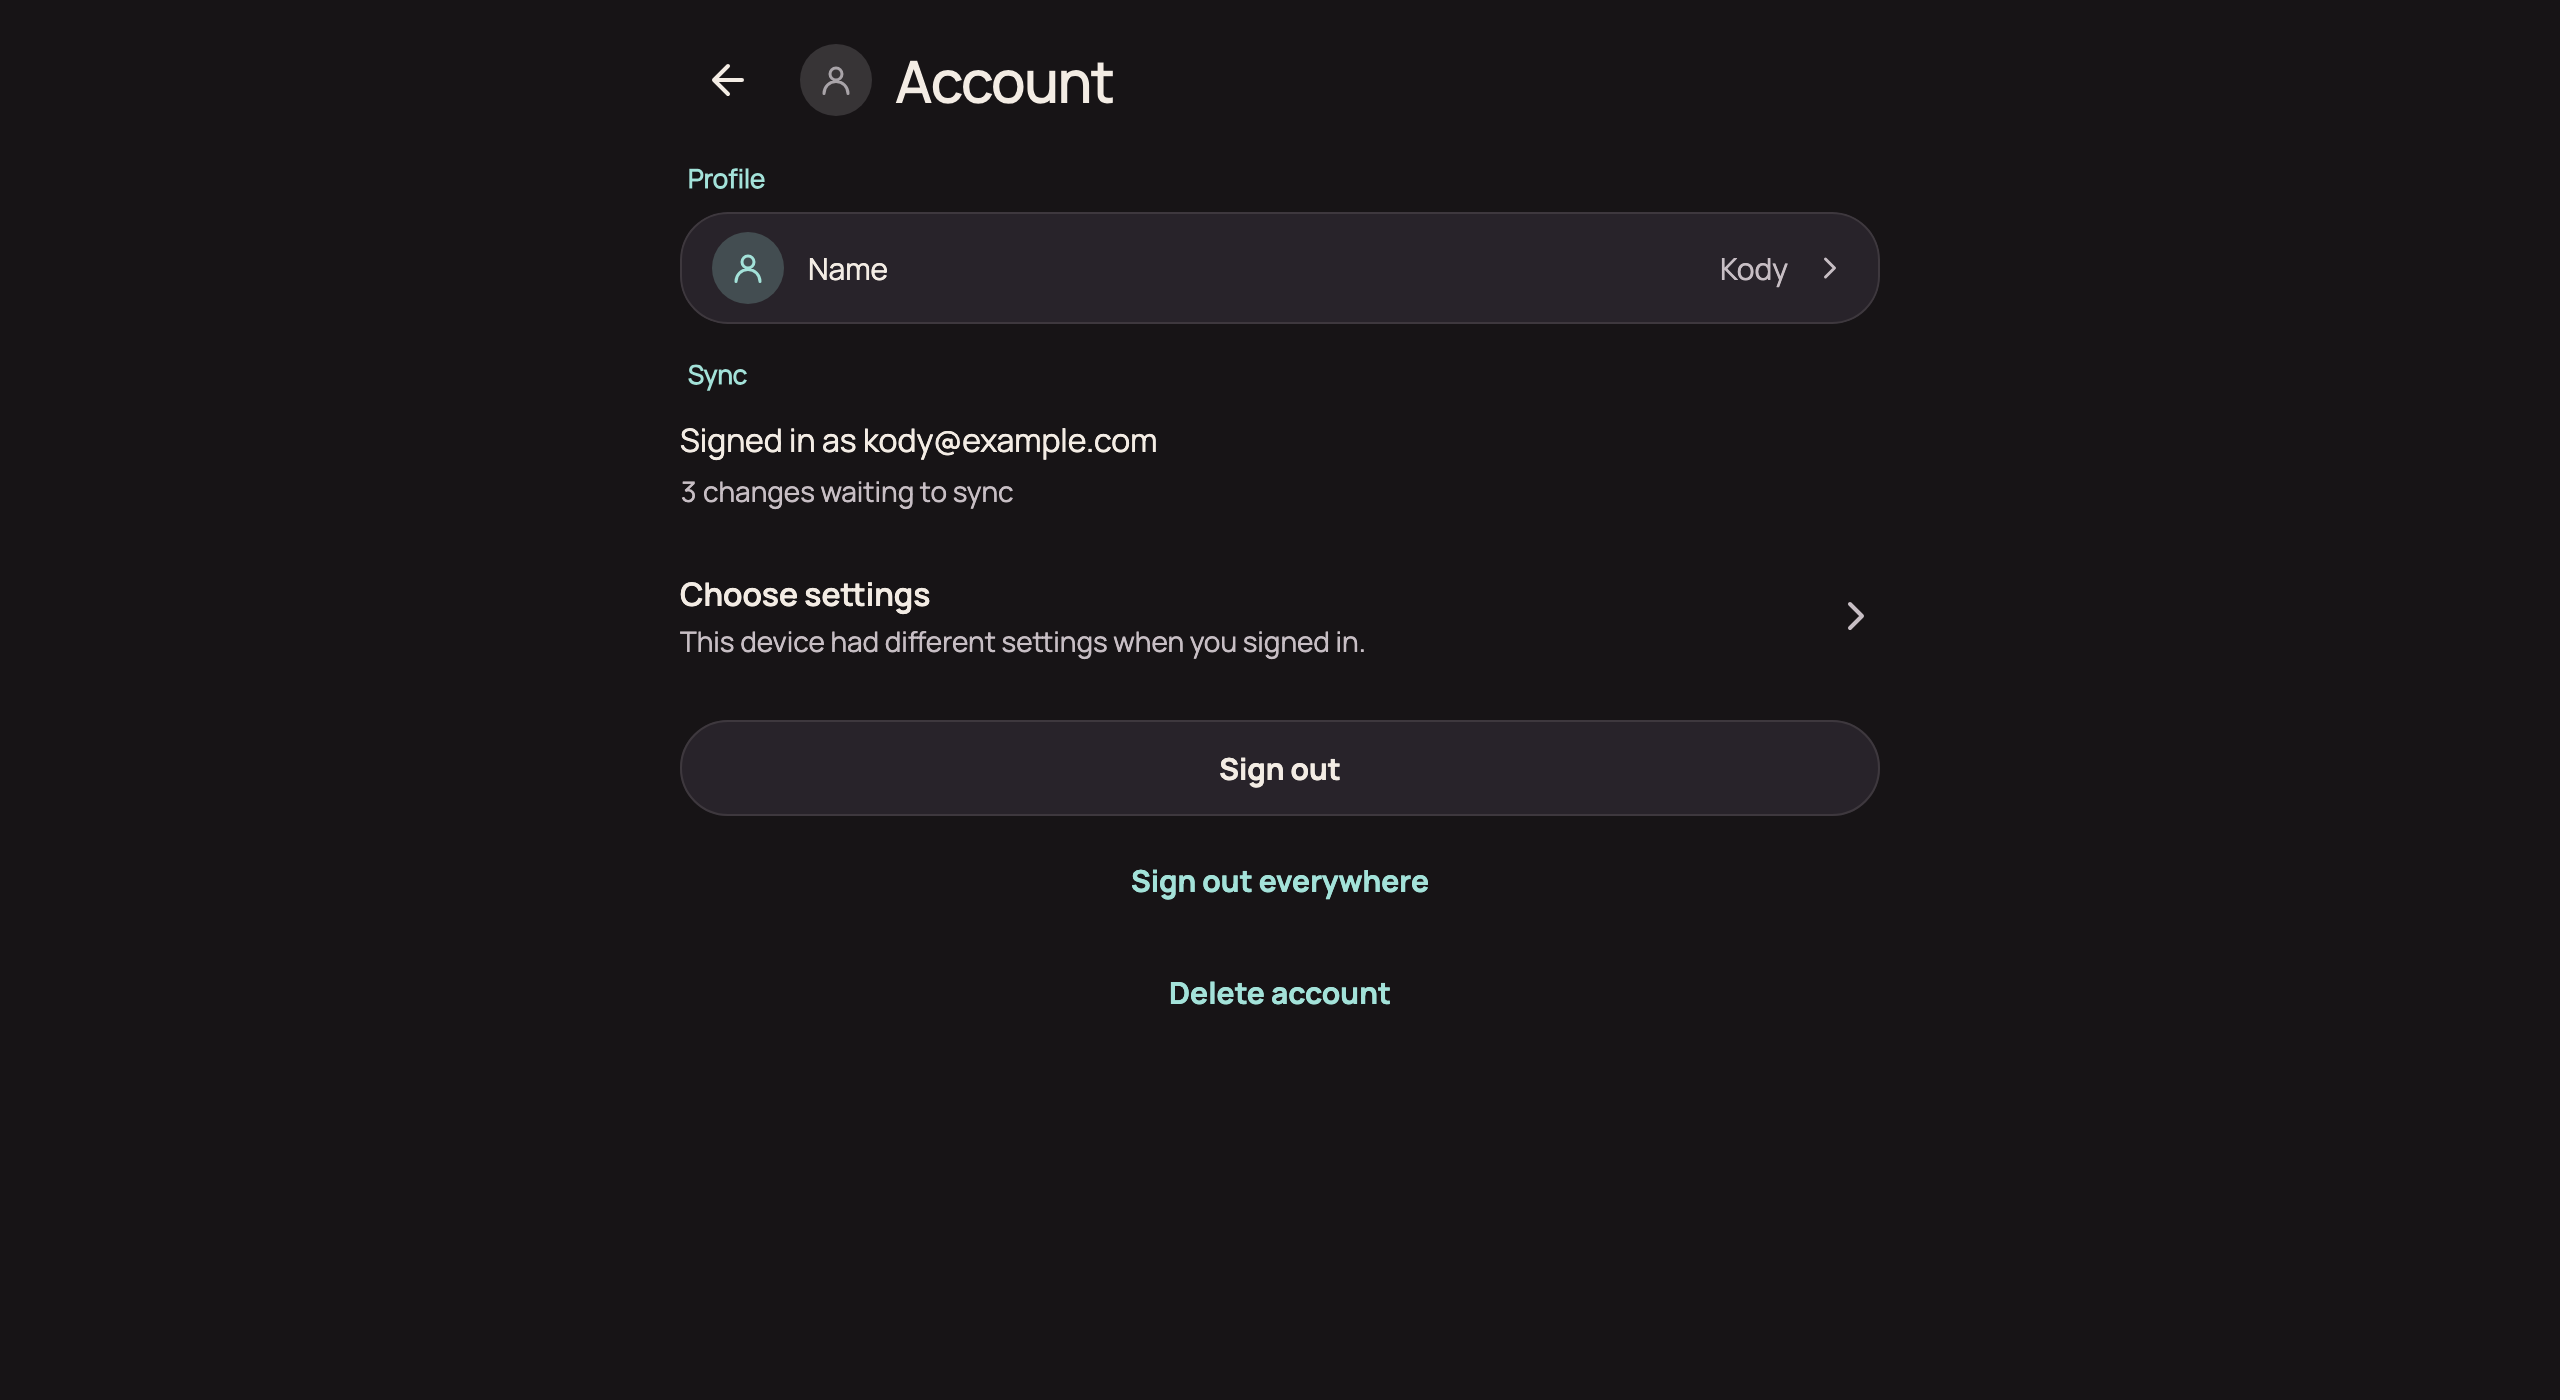 Account
Profile
Name
Kody
Sync
Signed in as kody@example.com
3 changes waiting to sync
Choose settings
This device had different settings when you signed in.
Sign out
Sign out everywhere
Delete account